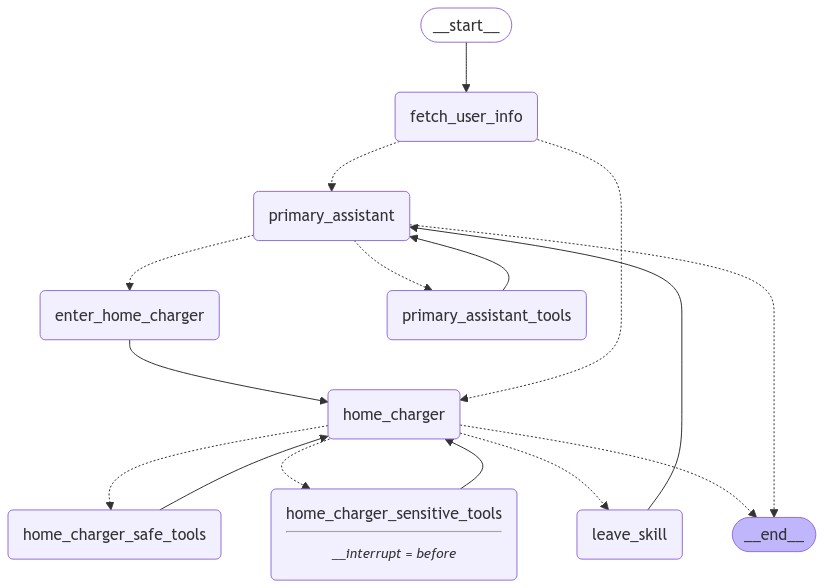 __start__
fetch_user_info
primary_assistant
enter_home_charger
primary_assistant_tools
home_charger
home_charger_safe_tools
home_charger_sensitive_tools
__interrupt = before
leave_skill
__end__